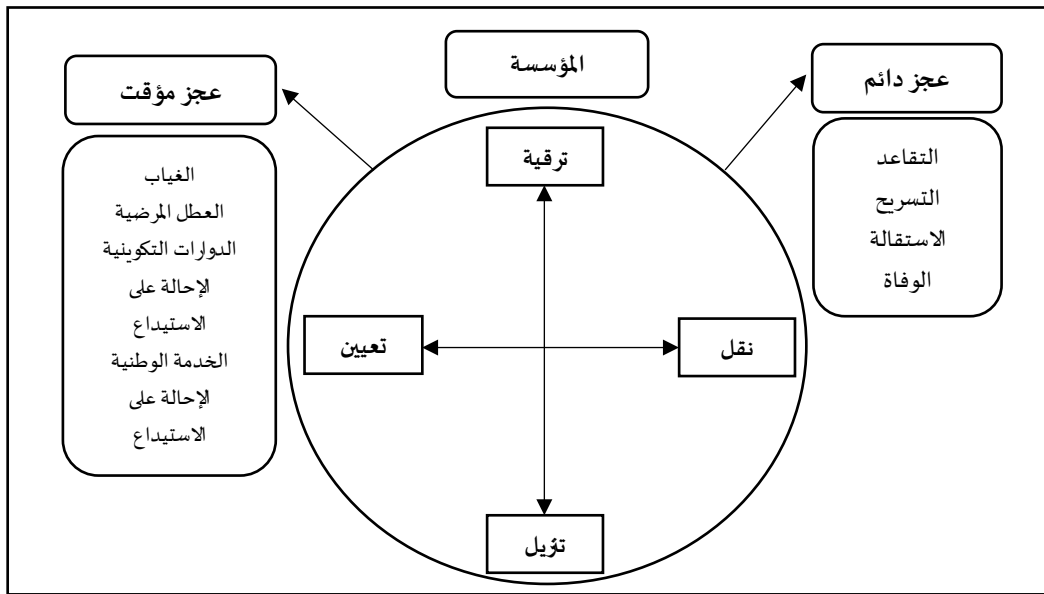 المؤسسة
عجز دائم
عجز مؤقت
التقاعد
التسريح
الاستقالة
الوفاة
الغياب
العطل المرضية
الدوارات التكوينية
الإحالة على
الاستيداع
الخدمة الوطنية
الإحالة على
الاستيداع
ترقية
نقل
تعيين
تنزيل